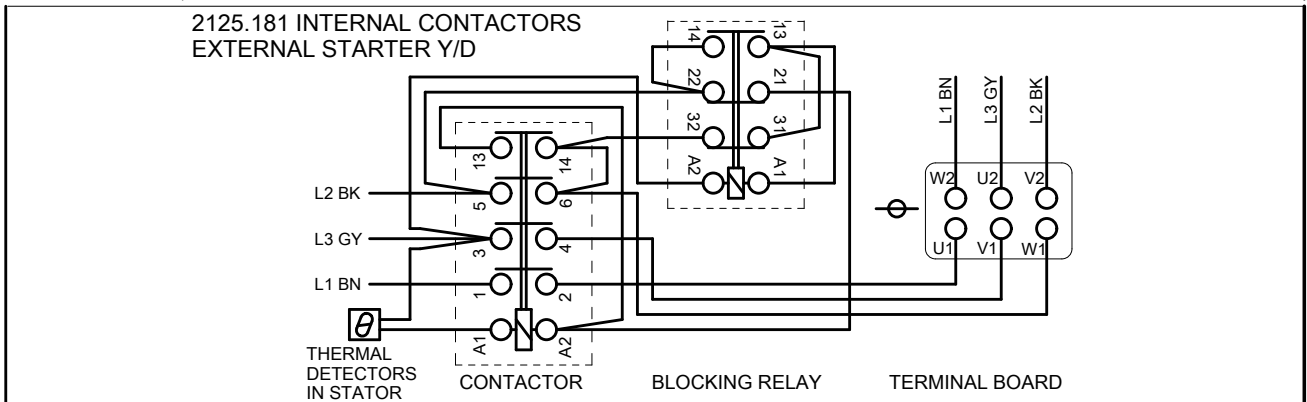 2125.181 INTERNAL CONTACTORS
EXTERNAL STARTER Y/D
14
13
22
21
32
31
A2
A1
L1 BN
L3 GY
L2 BK
W2
U2
V2
U1
V1
W1
13
14
L2 BK
5
6
L3 GY
3
4
L1 BN
1
2
θ
A1
A2
THERMAL
DETECTORS
IN STATOR
CONTACTOR
BLOCKING RELAY
TERMINAL BOARD